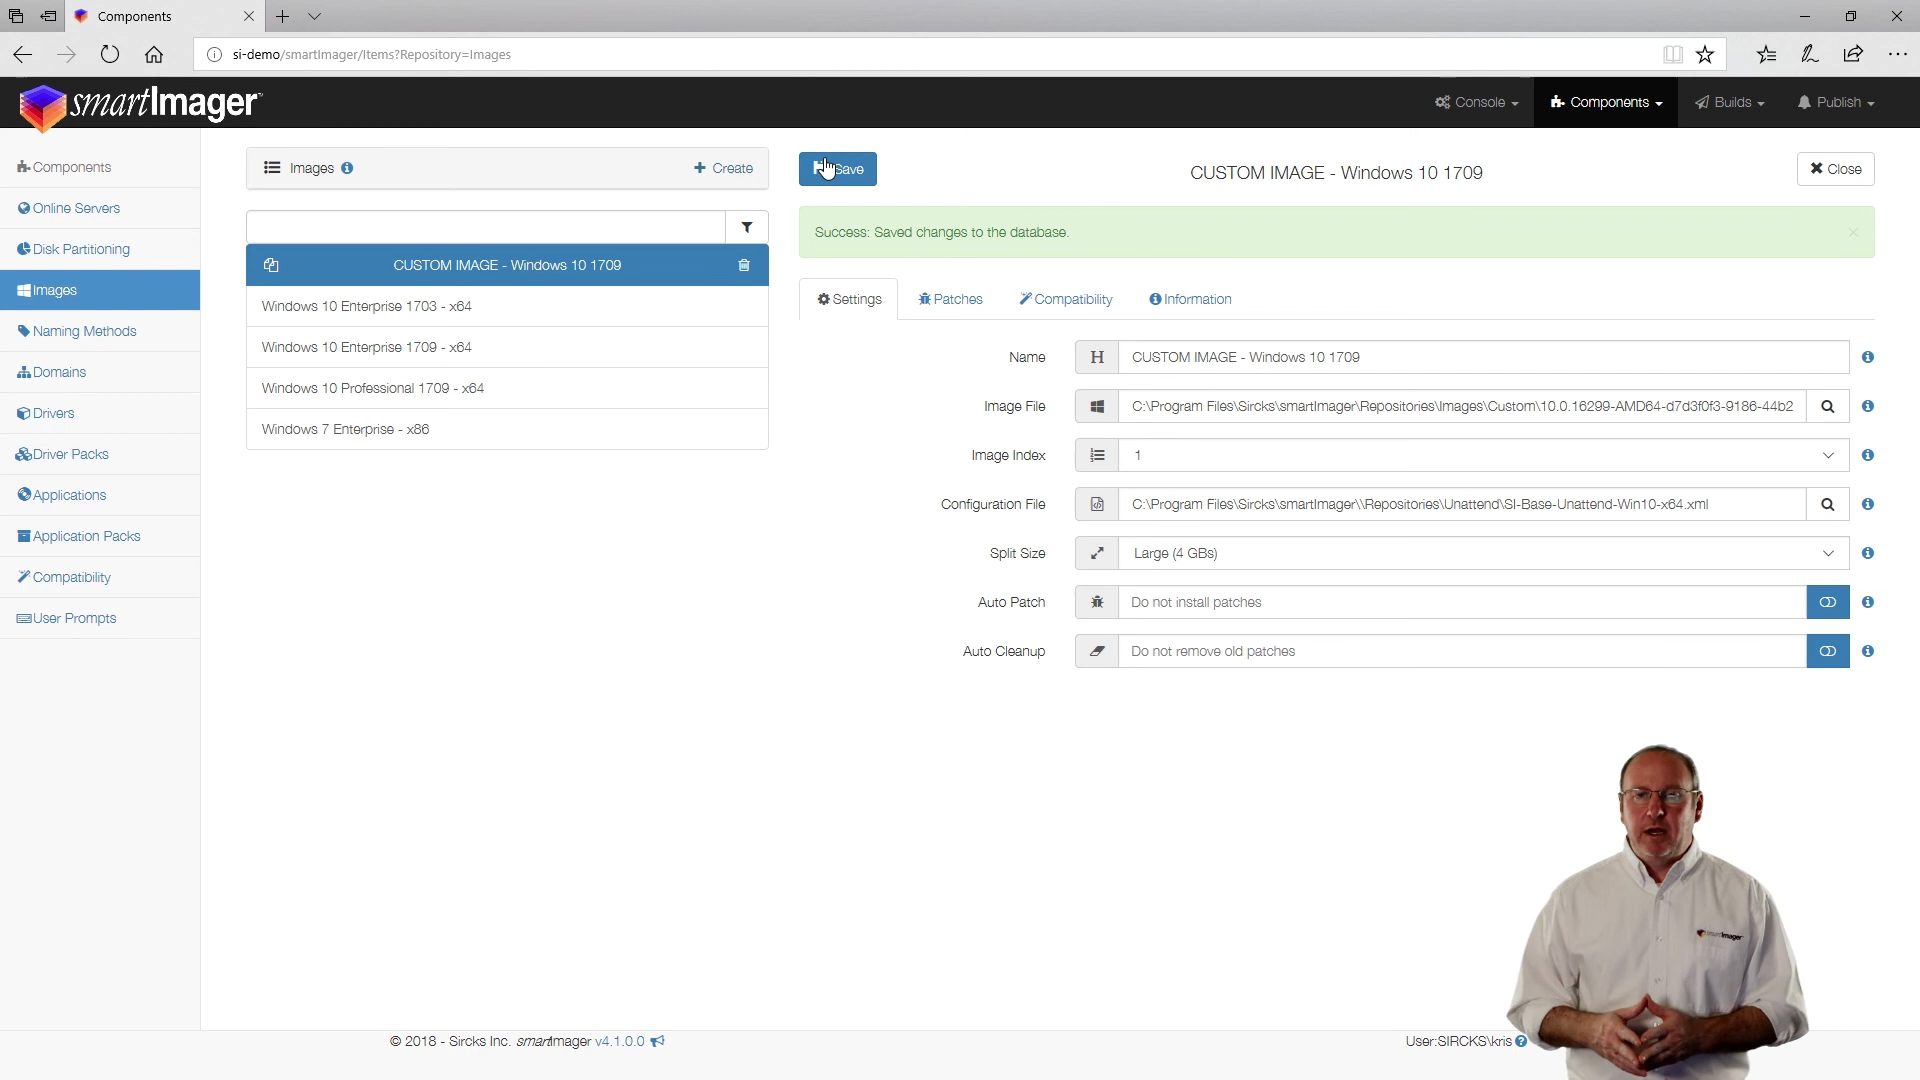 Components
si-demo/smartImager/Items?Repository=Images
smartImager™
Console
Components
Builds
Publish
Components
Online Servers
Disk Partitioning
Images
Naming Methods
Domains
Drivers
Driver Packs
Applications
Application Packs
Compatibility
User Prompts
Images
Create
CUSTOM IMAGE - Windows 10 1709
Windows 10 Enterprise 1703 - x64
Windows 10 Enterprise 1709 - x64
Windows 10 Professional 1709 - x64
Windows 7 Enterprise - x86
Save
CUSTOM IMAGE - Windows 10 1709
Close
Success: Saved changes to the database.
Settings
Patches
Compatibility
Information
Name
H
CUSTOM IMAGE - Windows 10 1709
Image File
C:\Program Files\Sircks\smartImager\Repositories\Images\Custom\10.0.16299-AMD64-d7d3f0f3-9186-44b2
Image Index
1
Configuration File
C:\Program Files\Sircks\smartImager\\Repositories\Unattend\SI-Base-Unattend-Win10-x64.xml
Split Size
Large (4 GBs)
Auto Patch
Do not install patches
Auto Cleanup
Do not remove old patches
smartImager
© 2018 - Sircks Inc. smartImager v4.1.0.0
User:SIRCKS\kris